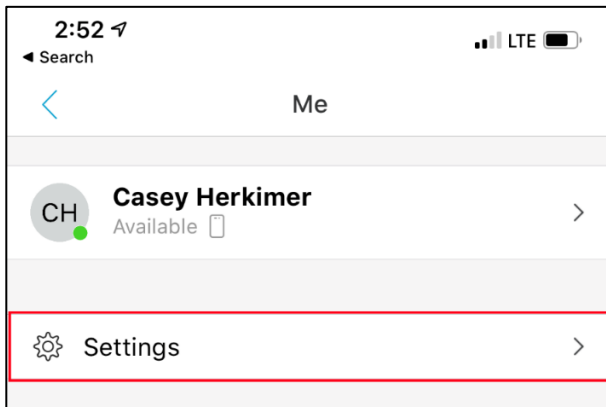 2:52
LTE
◀ Search
Me
CH
Casey Herkimer
Available
Settings